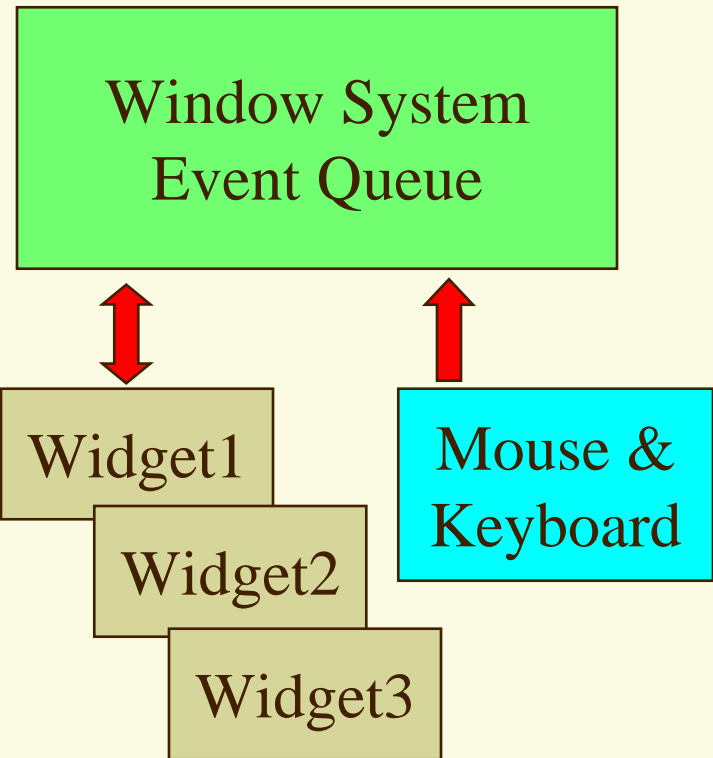 Window System
Event Queue
Widget1
Mouse &
Keyboard
Widget2
Widget3